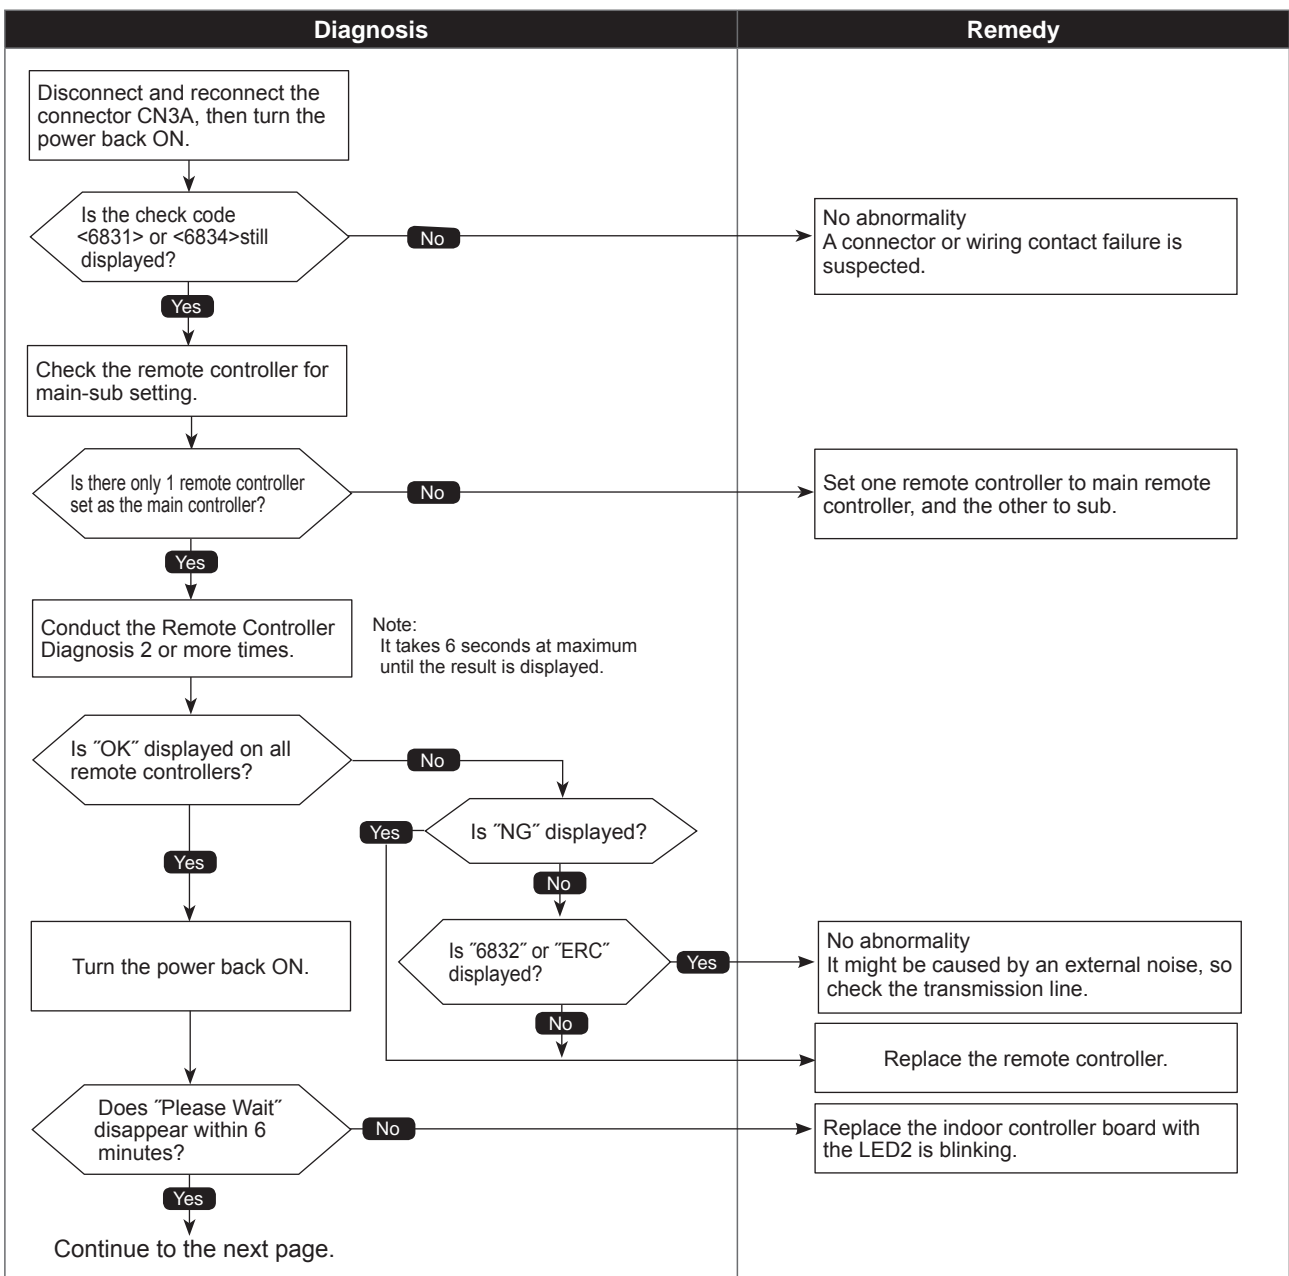 Diagnosis
Remedy
Disconnect and reconnect the
connector CN3A, then turn the
power back ON.
Is the check code
<6831> or <6834>still
displayed?
No
No abnormality
A connector or wiring contact failure is
suspected.
Yes
Check the remote controller for
main-sub setting.
Is there only 1 remote controller
set as the main controller?
No
Set one remote controller to main remote
controller, and the other to sub.
Yes
Conduct the Remote Controller
Diagnosis 2 or more times.
Note:
It takes 6 seconds at maximum
until the result is displayed.
Is ˝OK˝ displayed on all
remote controllers?
No
Is ˝NG˝ displayed?
Yes
Yes
No
Is ˝6832˝ or ˝ERC˝
displayed?
Yes
No abnormality
It might be caused by an external noise, so
check the transmission line.
Turn the power back ON.
No
Replace the remote controller.
Does ˝Please Wait˝
disappear within 6
minutes?
No
Replace the indoor controller board with
the LED2 is blinking.
Yes
Continue to the next page.